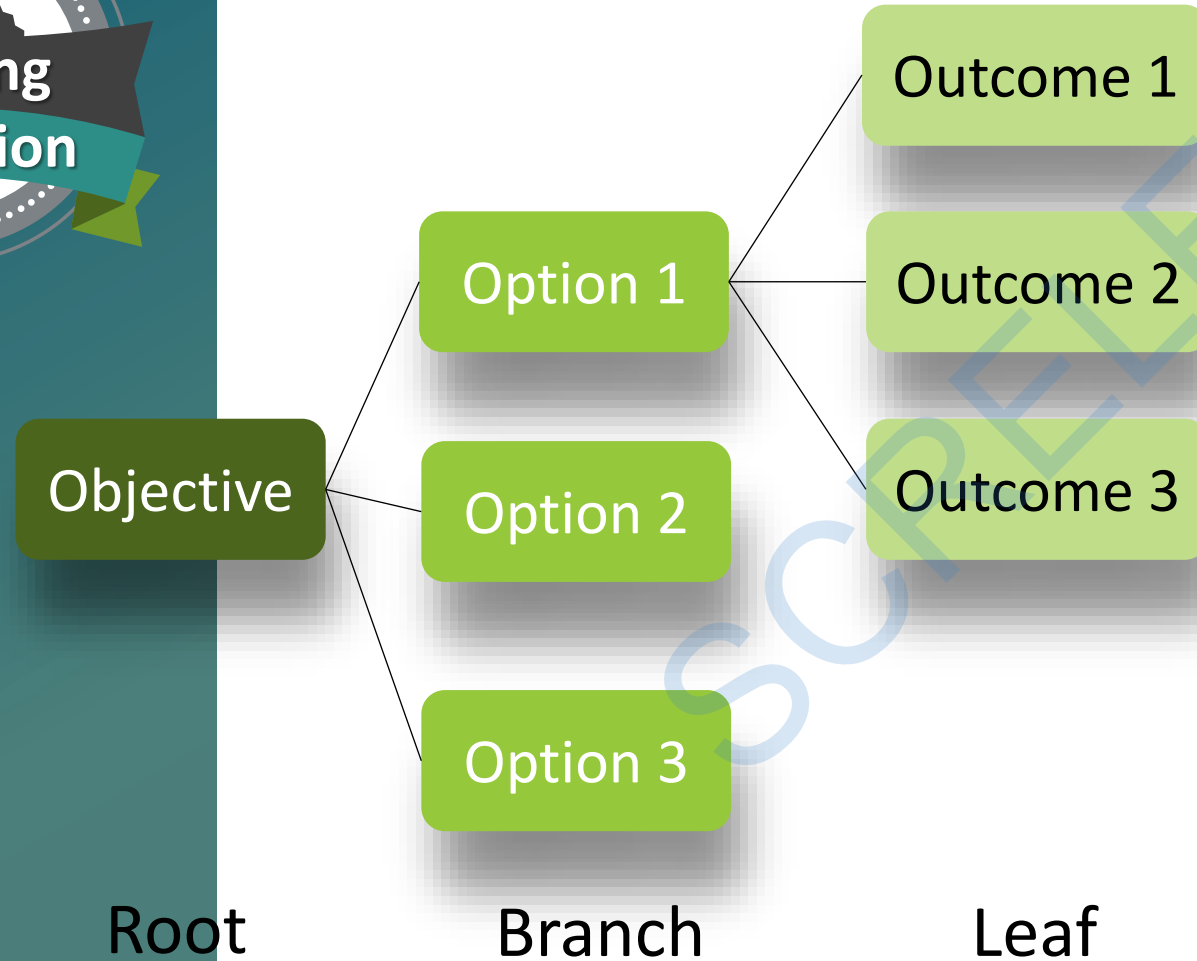 ng
ion
Outcome 1
Option 1
Outcome 2
Objective
Option 2
Outcome 3
Option 3
Root
Branch
Leaf